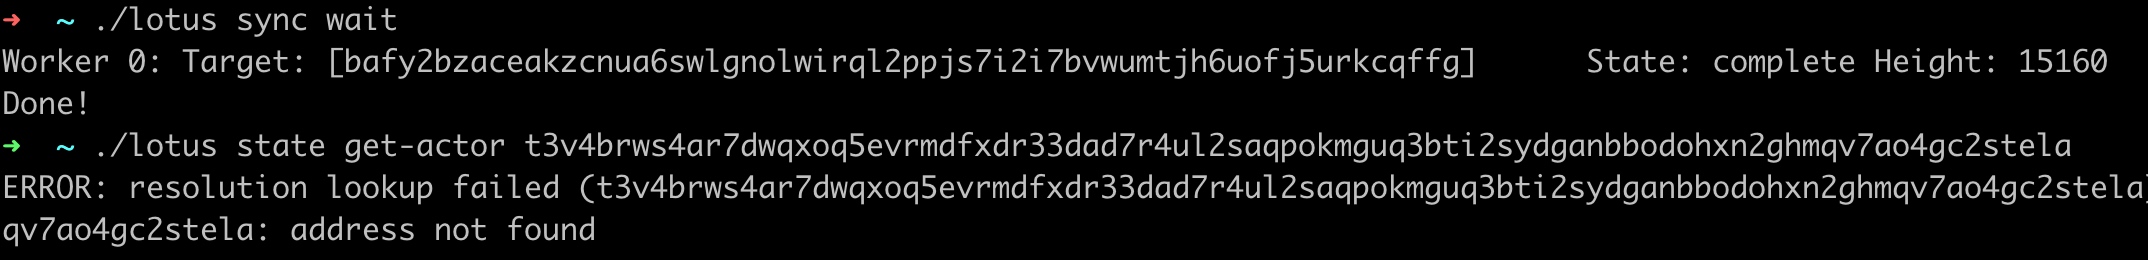 ➜  ~ ./lotus sync wait
Worker 0: Target: [bafy2bzaceakzcnua6swlgnolwirql2ppjs7i2i7bvwumtjh6uofj5urkcqffg]      State: complete Height: 15160
Done!
➜  ~ ./lotus state get-actor t3v4brws4ar7dwqxoq5evrmdfxdr33dad7r4ul2saqpokmguq3bti2sydganbbodohxn2ghmqv7ao4gc2stela
ERROR: resolution lookup failed (t3v4brws4ar7dwqxoq5evrmdfxdr33dad7r4ul2saqpokmguq3bti2sydganbbodohxn2ghmqv7ao4gc2stela)
qv7ao4gc2stela: address not found